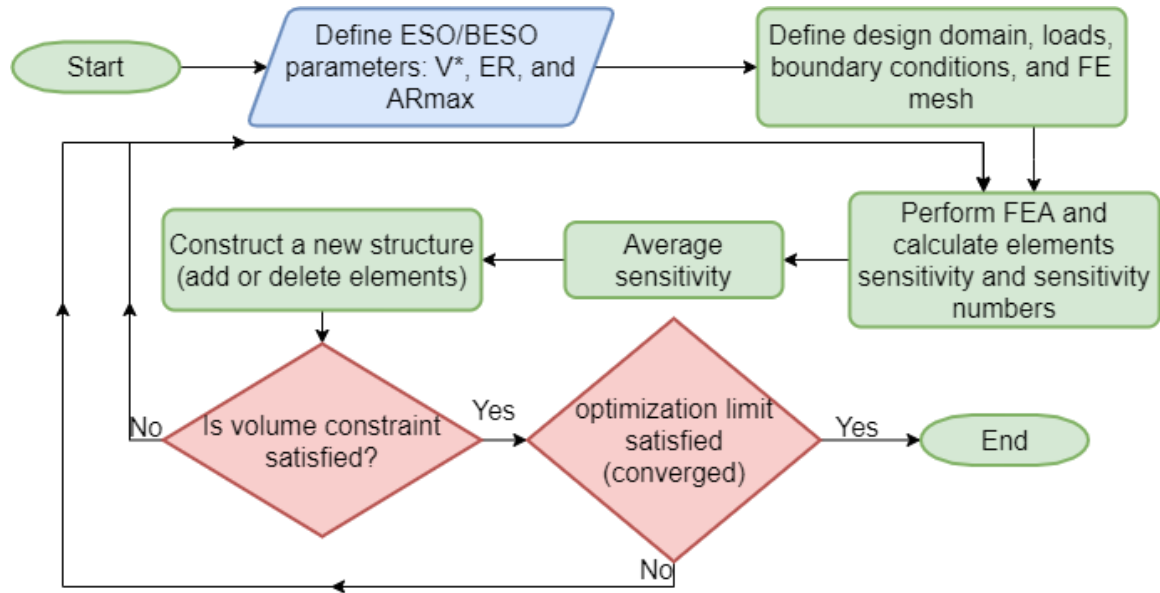 Start
Define ESO/BESO
parameters: V*, ER, and
ARmax
Define design domain, loads,
boundary conditions, and FE
mesh
Perform FEA and
calculate elements
sensitivity and sensitivity
numbers
Average
sensitivity
Construct a new structure
(add or delete elements)
Is volume constraint
satisfied?
No
Yes
optimization limit
satisfied
(converged)
Yes
No
End